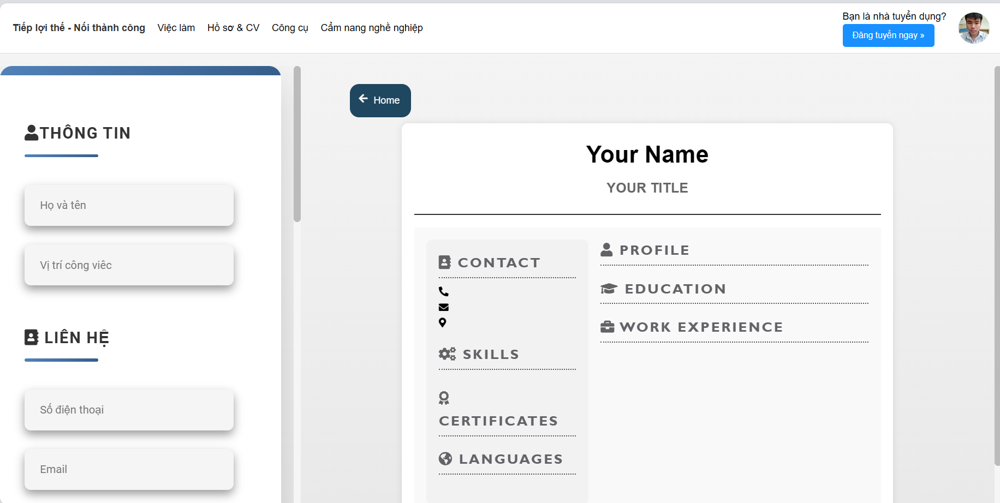 Tiếp lợi thế - Nối thành công Việc làm Hồ sơ & CV Công cụ Cẩm nang nghề nghiệp
Bạn là nhà tuyển dụng?
Đăng tuyển ngay »
THÔNG TIN
Họ và tên
Vị trí công viêc
LIÊN HỆ
Số điện thoại
Email
Home
Your Name
YOUR TITLE
CONTACT
SKILLS
CERTIFICATES
LANGUAGES
PROFILE
EDUCATION
WORK EXPERIENCE